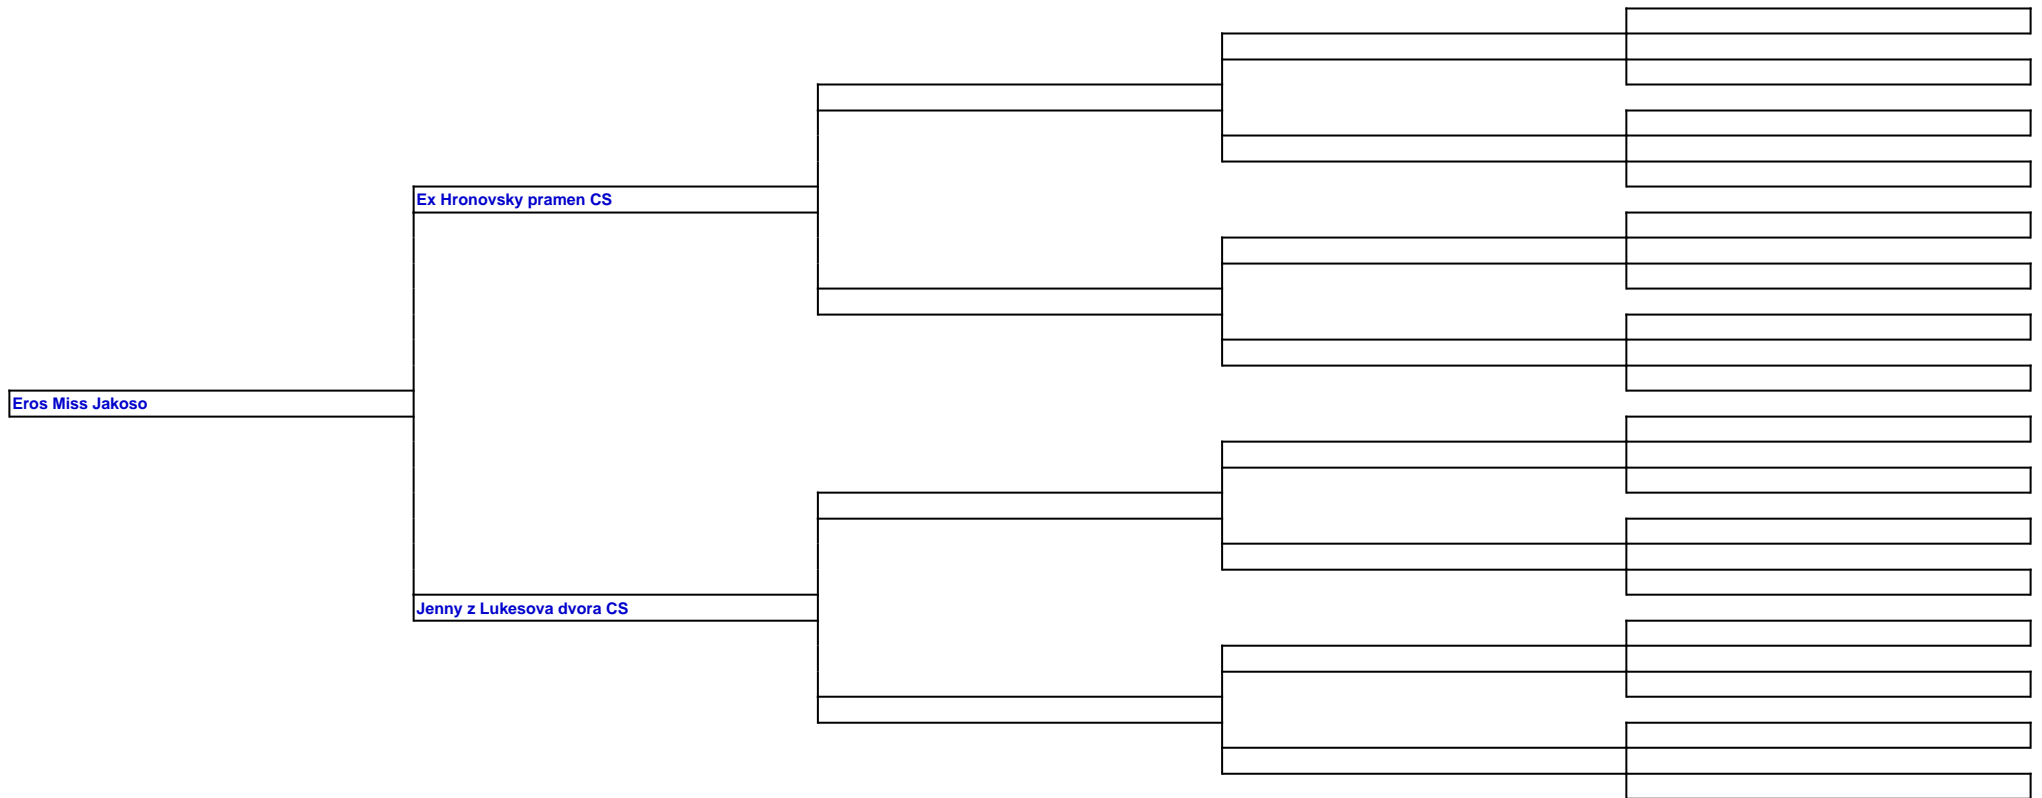 Ex Hronovsky pramen CS
Eros Miss Jakoso
Jenny z Lukesova dvora CS